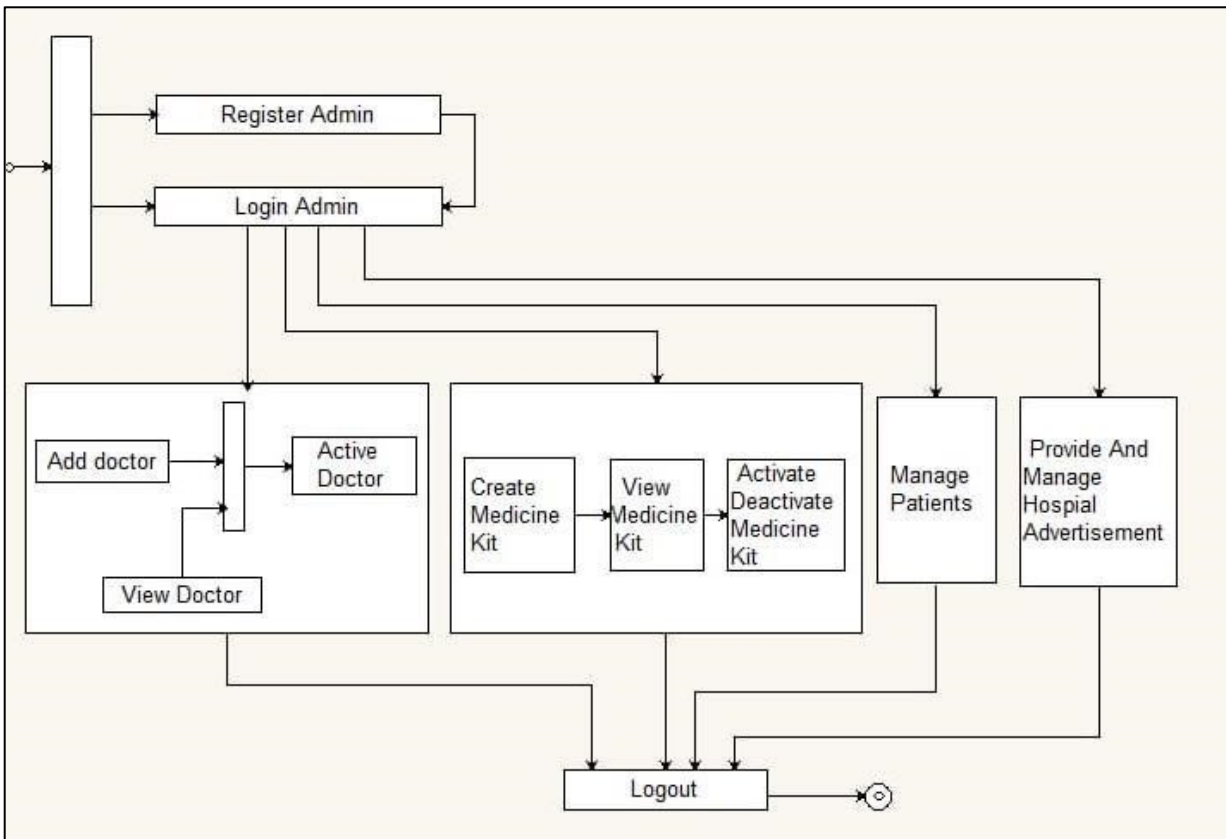 Register Admin
Login Admin
Add doctor
Active
Doctor
View Doctor
Create
Medicine
Kit
View
Medicine
Kit
Activate
Deactivate
Medicine
Kit
Manage
Patients
Provide And
Manage
Hospial
Advertisement
Logout